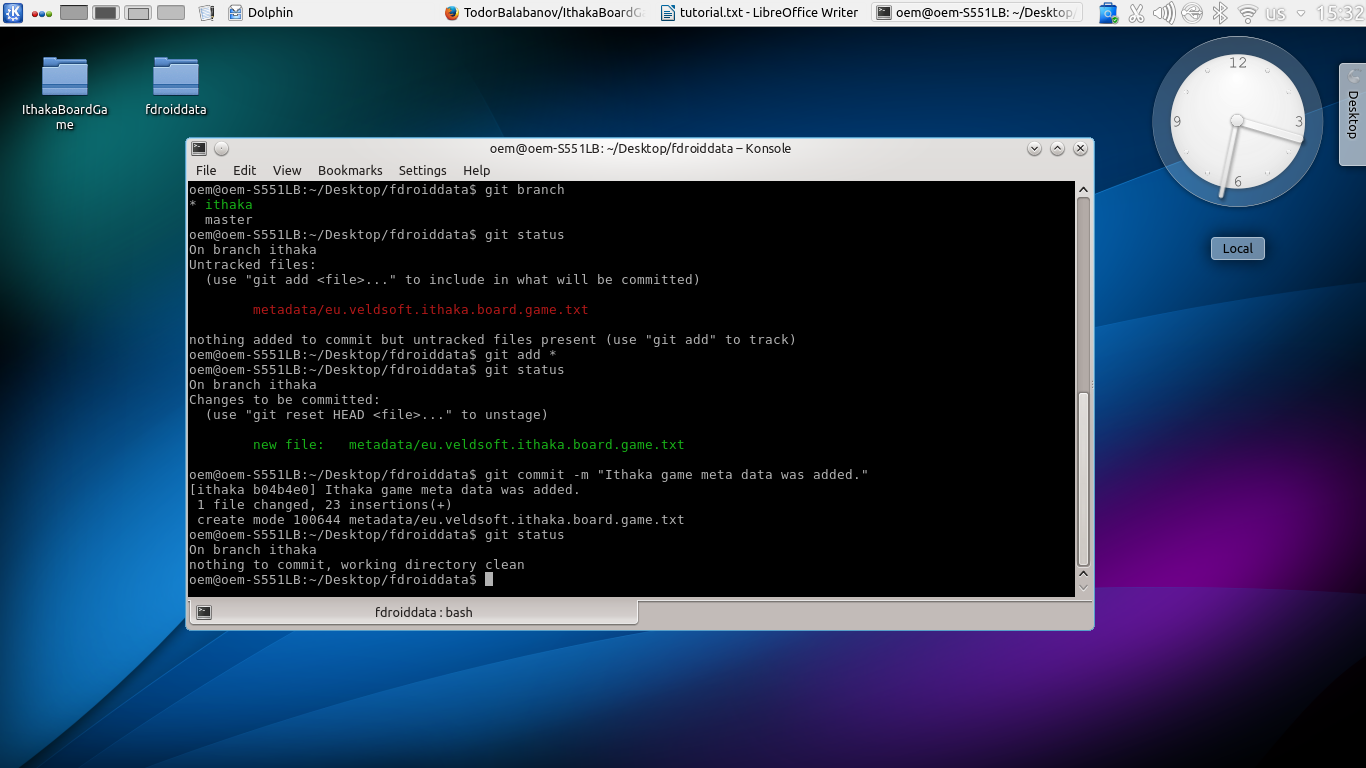 Dolphin
TodorBalabanov/IthakaBoardG
tutorial.txt - LibreOffice Writer
oem@oem-S551LB: ~/Desktop/
us
15:32
IthakaBoardGa
me
fdroiddata
12
3
6
9
Desktop
Local
oem@oem-S551LB: ~/Desktop/fdroiddata – Konsole
File Edit View Bookmarks Settings Help
oem@oem-S551LB:~/Desktop/fdroiddata$ git branch
* ithaka
  master
oem@oem-S551LB:~/Desktop/fdroiddata$ git status
On branch ithaka
Untracked files:
  (use "git add <file>..." to include in what will be committed)
        metadata/eu.veldsoft.ithaka.board.game.txt
nothing added to commit but untracked files present (use "git add" to track)
oem@oem-S551LB:~/Desktop/fdroiddata$ git add *
oem@oem-S551LB:~/Desktop/fdroiddata$ git status
On branch ithaka
Changes to be committed:
  (use "git reset HEAD <file>..." to unstage)
        new file:   metadata/eu.veldsoft.ithaka.board.game.txt
oem@oem-S551LB:~/Desktop/fdroiddata$ git commit -m "Ithaka game meta data was added."
[ithaka b04b4e0] Ithaka game meta data was added.
 1 file changed, 23 insertions(+)
 create mode 100644 metadata/eu.veldsoft.ithaka.board.game.txt
oem@oem-S551LB:~/Desktop/fdroiddata$ git status
On branch ithaka
nothing to commit, working directory clean
oem@oem-S551LB:~/Desktop/fdroiddata$
fdroiddata : bash